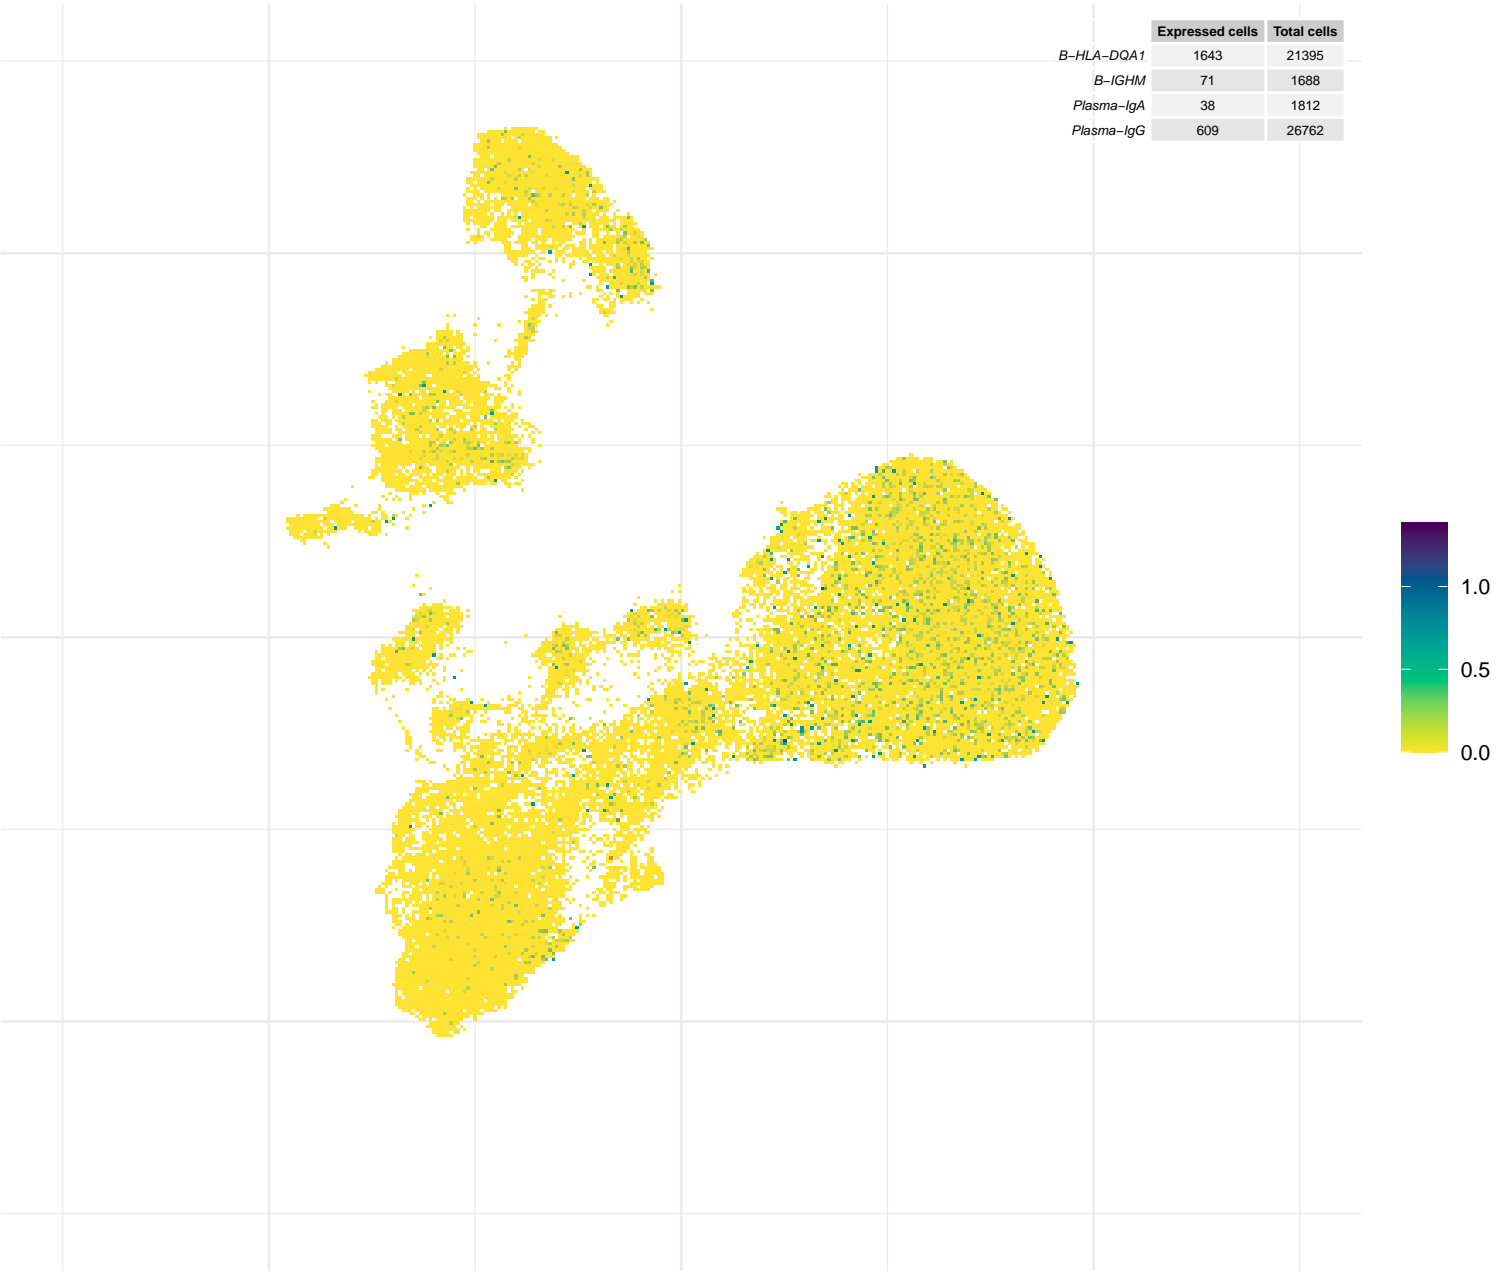 Expressed cells Total cells
B−HLA−DQA1 1643 21395
B−IGHM 71 1688
Plasma−IgA 38 1812
Plasma−IgG 609 26762
1.0
0.5
0.0